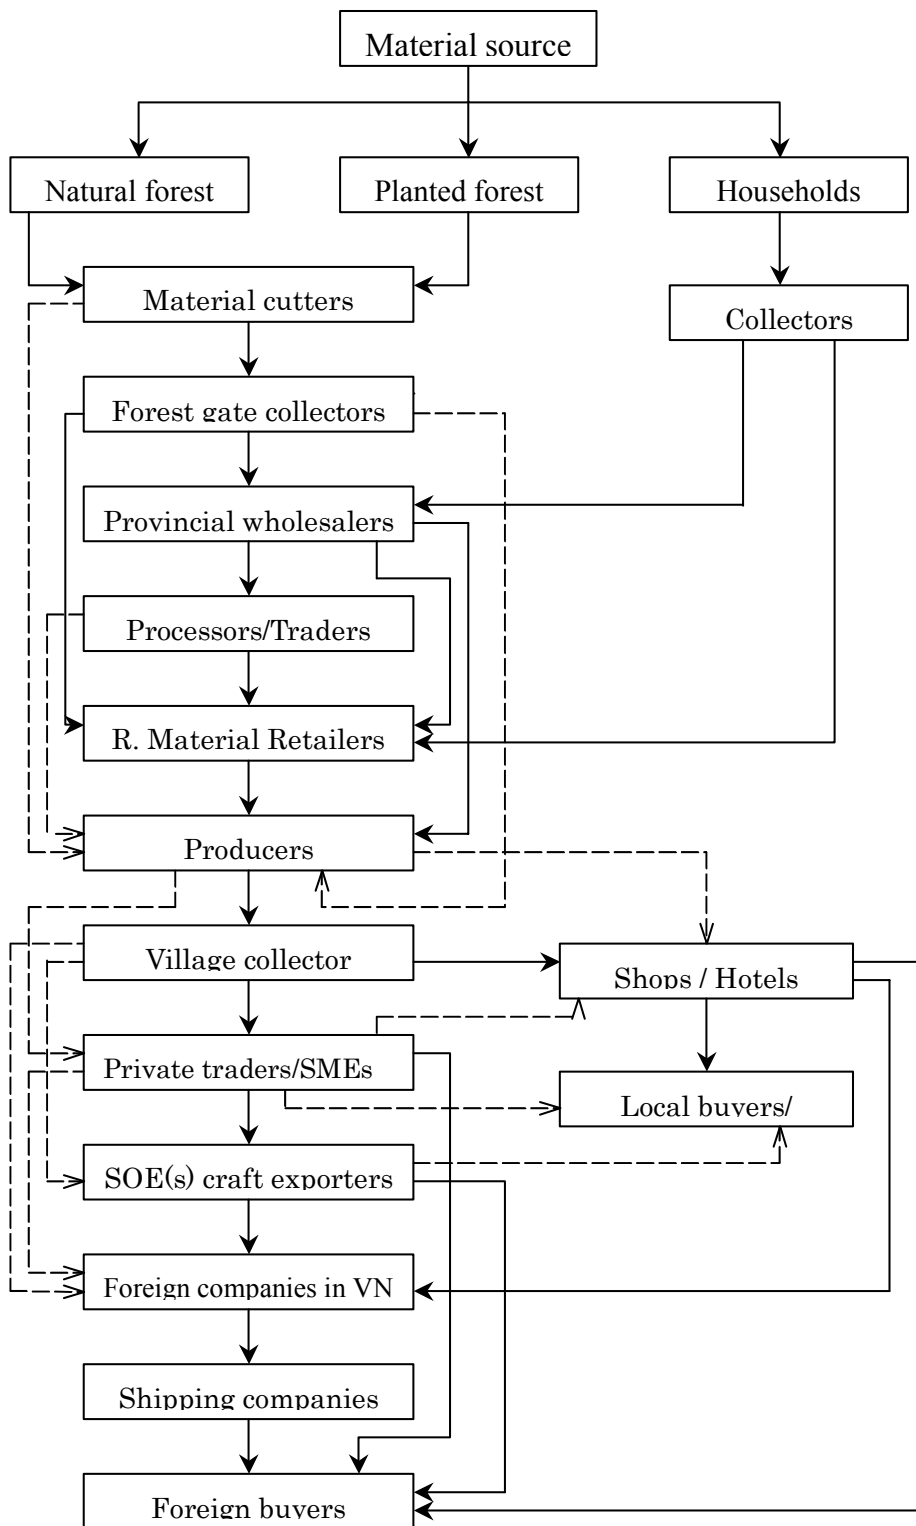 Material source
Natural forest
Planted forest
Households
Material cutters
Collectors
Forest gate collectors
Provincial wholesalers
Processors/Traders
R. Material Retailers
Producers
Village collector
Shops / Hotels
Private traders/SMEs
Local buyers/
SOE(s) craft exporters
Foreign companies in VN
Shipping companies
Foreign buyers